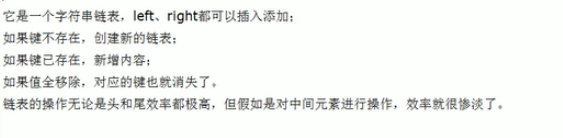 它是一个字符串链表，left、right都可以插入添加；
如果键不存在，创建新的链表；
如果键已存在，新增内容；
如果值全移除，对应的键也就消失了。
链表的操作无论是头和尾效率都极高，但假如是对中间元素进行操作，效率就很惨淡了。